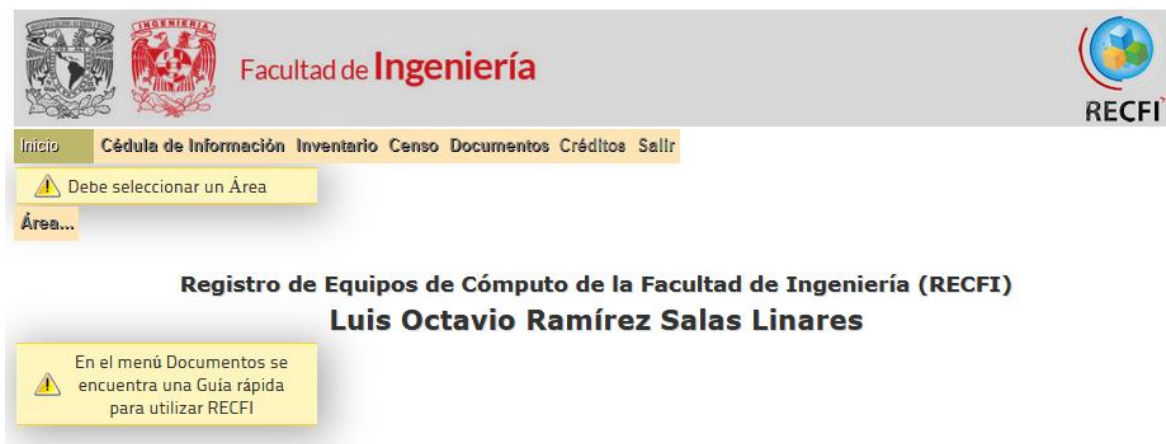 INGENIERIA
Facultad de Ingeniería
RECFI
Inicio Cédula de Información Inventario Censo Documentos Créditos Salir
Debe seleccionar un Área
Área...
Registro de Equipos de Cómputo de la Facultad de Ingeniería (RECFI)
Luis Octavio Ramírez Salas Linares
En el menú Documentos se
encuentra una Guía rápida
para utilizar RECFI